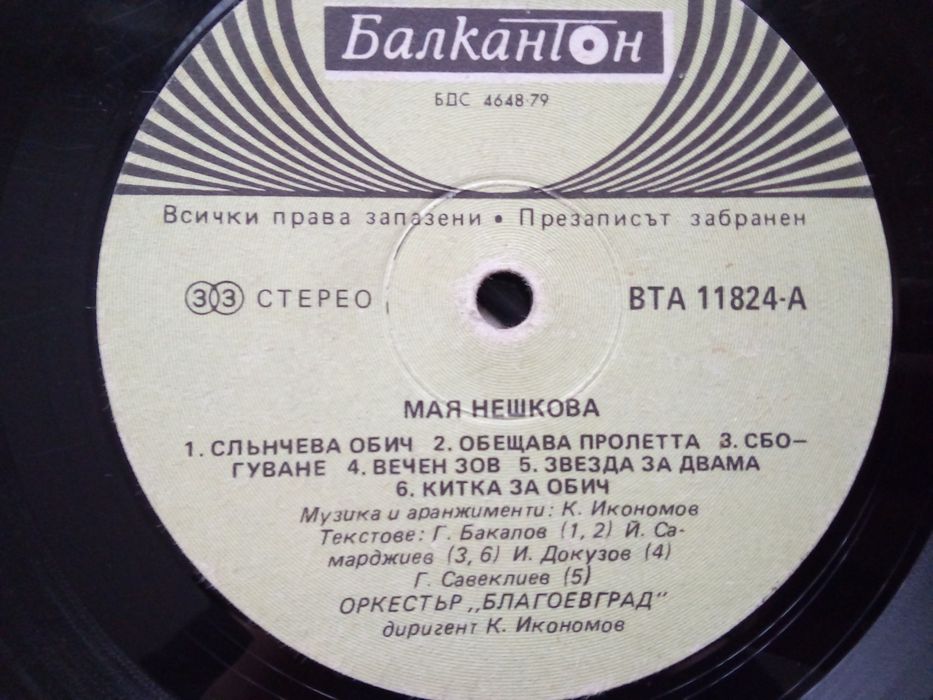 Балкантон
БДС 4648-79
Всички права запазени • Презаписът забранен
33 СТЕРЕО ВТА 11824-А
МАЯ НЕШКОВА
1. СЛЪНЧЕВА ОБИЧ 2. ОБЕЩАВА ПРОЛЕТТА 3. СБО-
ГУВАНЕ 4. ВЕЧЕН ЗОВ 5. ЗВЕЗДА ЗА ДВАМА
6. КИТКА ЗА ОБИЧ
Музика и аранжименти: К. Икономов
Текстове: Г. Бакалов (1, 2) Й. Са-
марджиев (3, 6) И. Докузов (4)
Г. Савеклиев (5)
ОРКЕСТЪР „БЛАГОЕВГРАД"
диригент К. Икономов